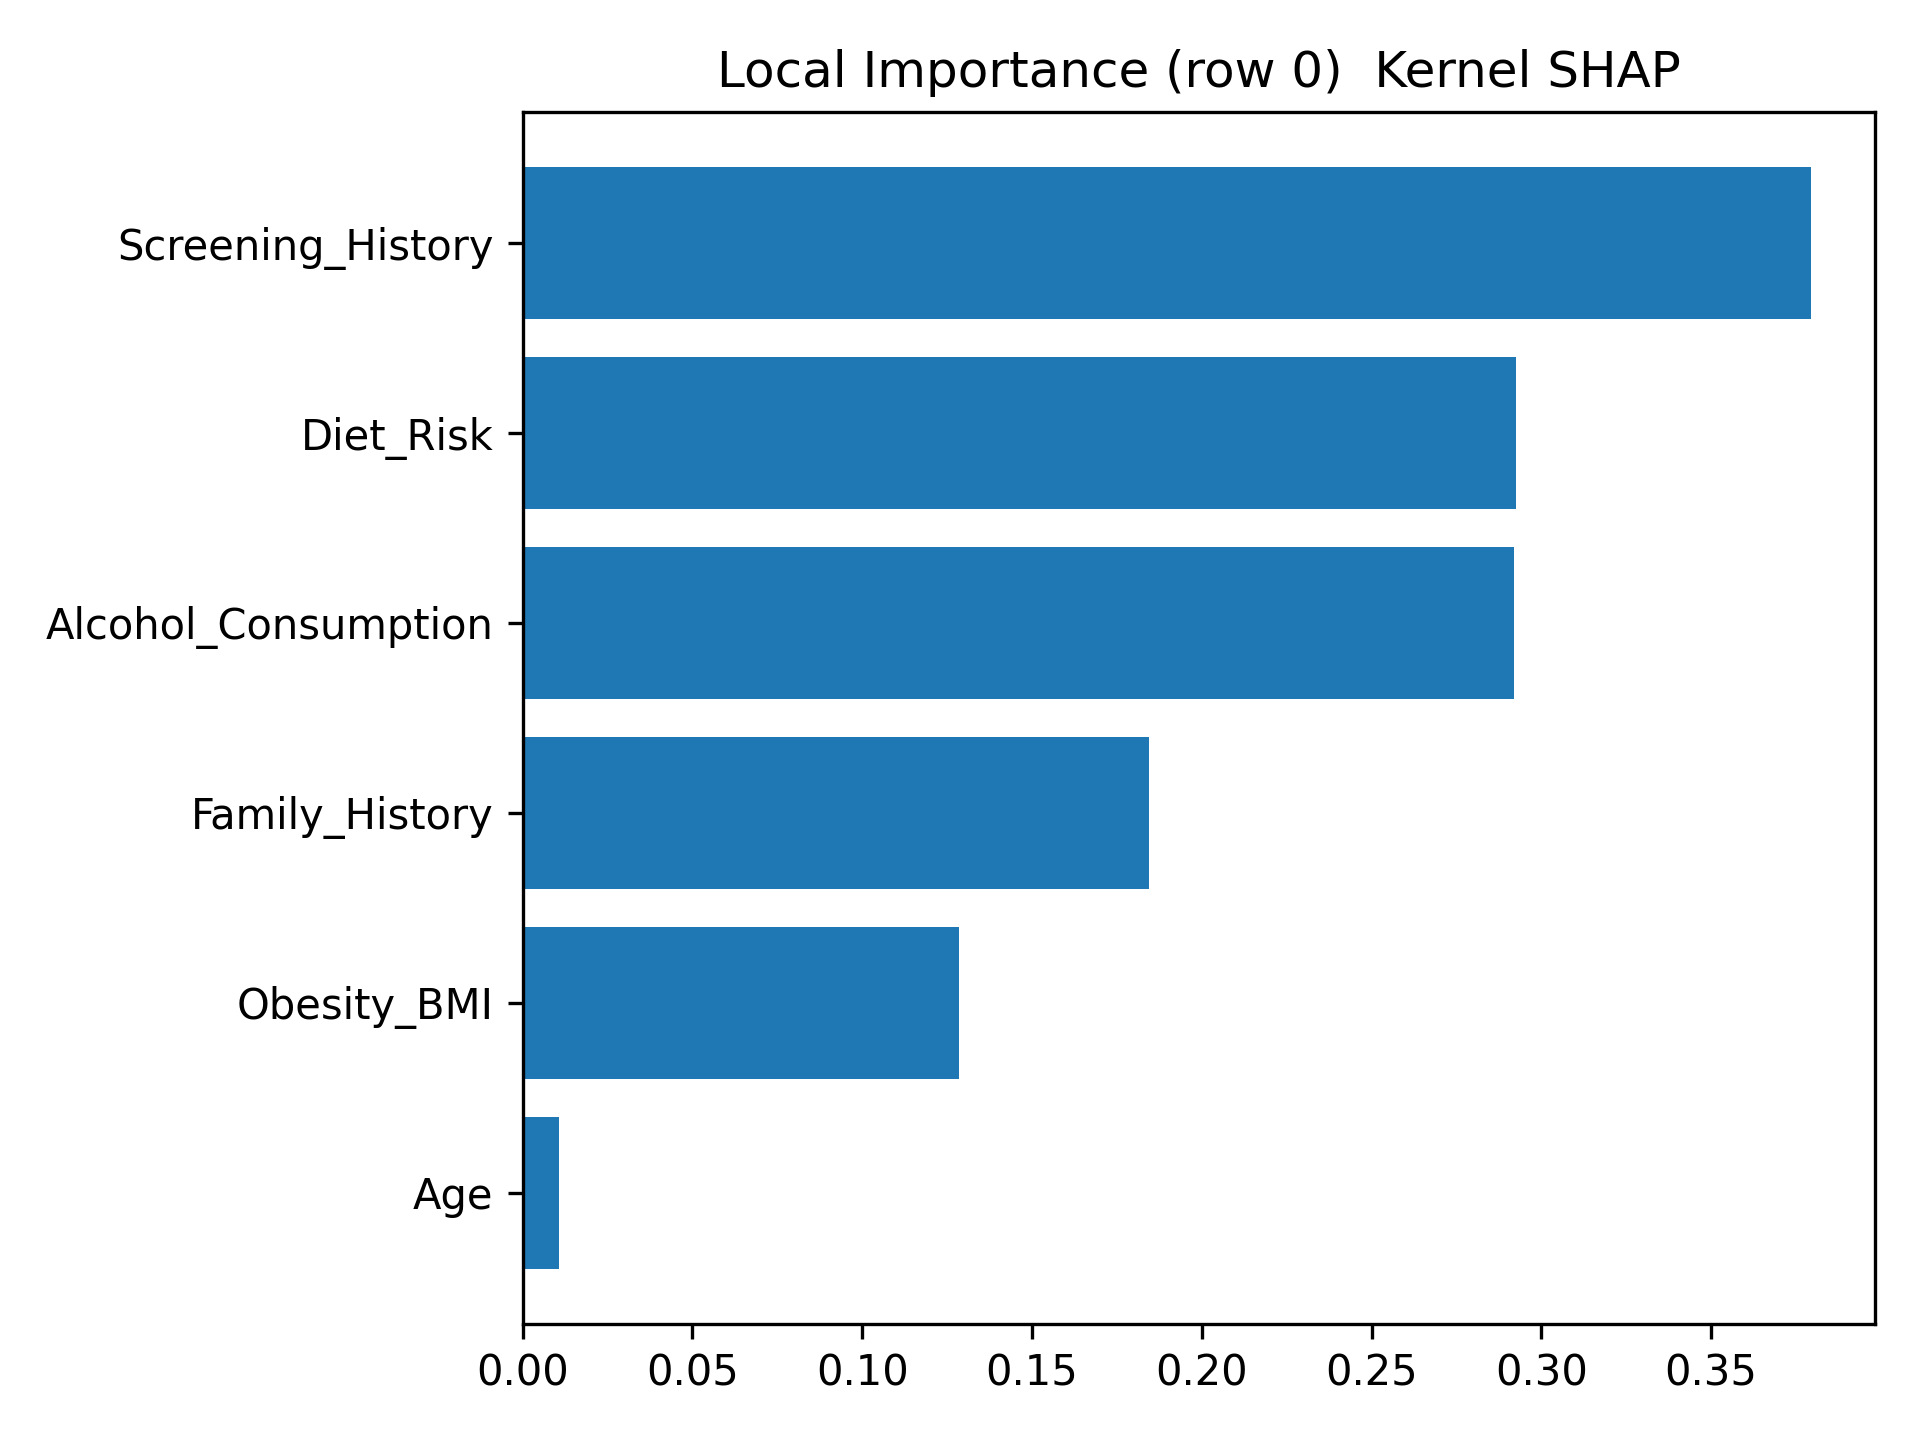 Local Importance (row 0)  Kernel SHAP
Screening_History
Diet_Risk
Alcohol_Consumption
Family_History
Obesity_BMI
Age
0.00 0.05 0.10 0.15 0.20 0.25 0.30 0.35